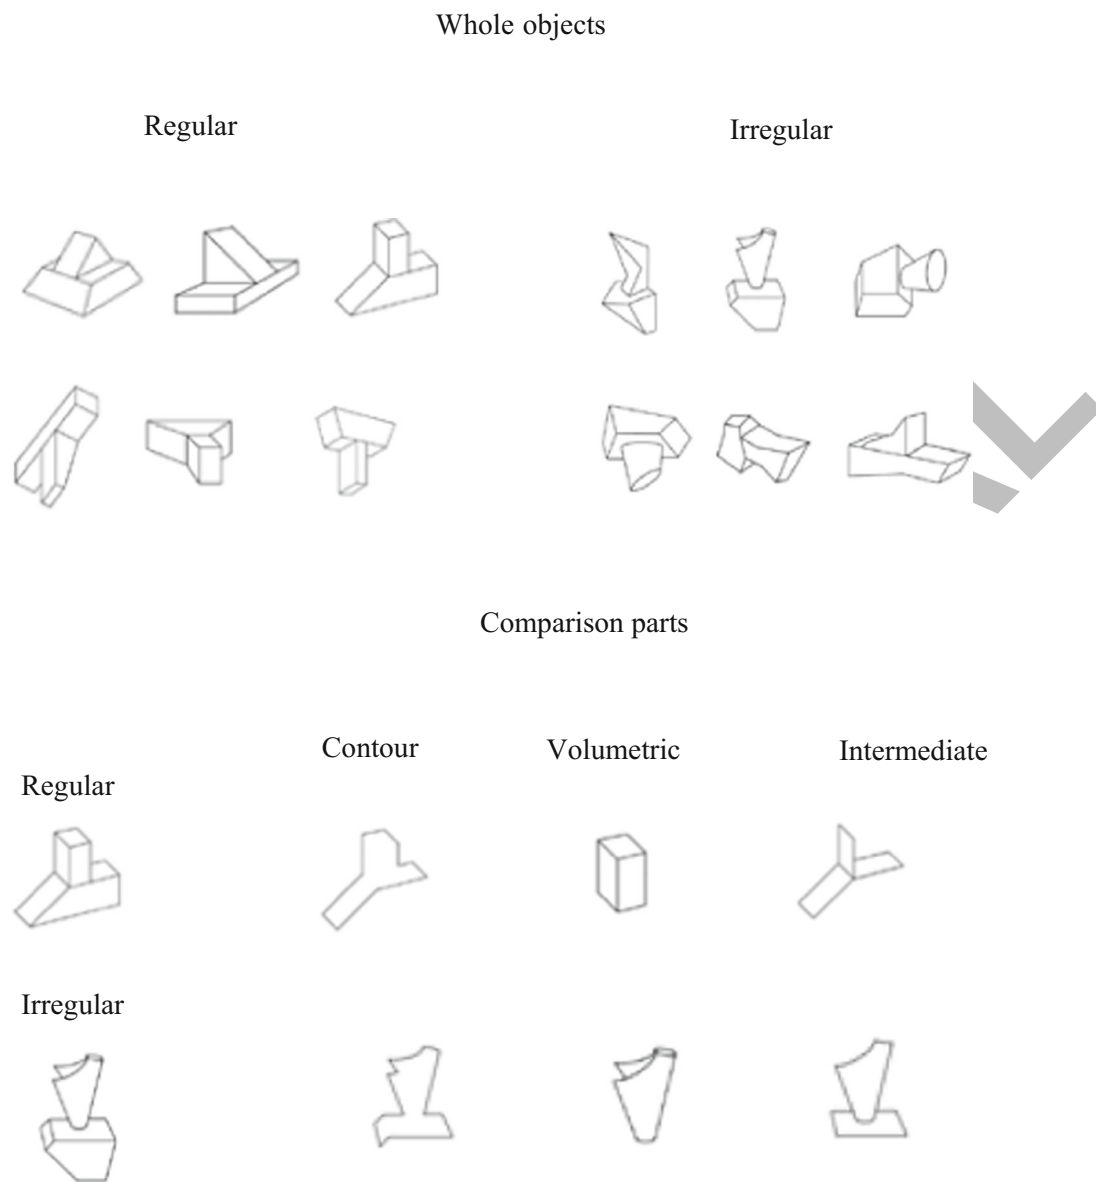 Whole objects
Regular
Irregular
Comparison parts
Contour
Volumetric
Intermediate
Regular
Irregular